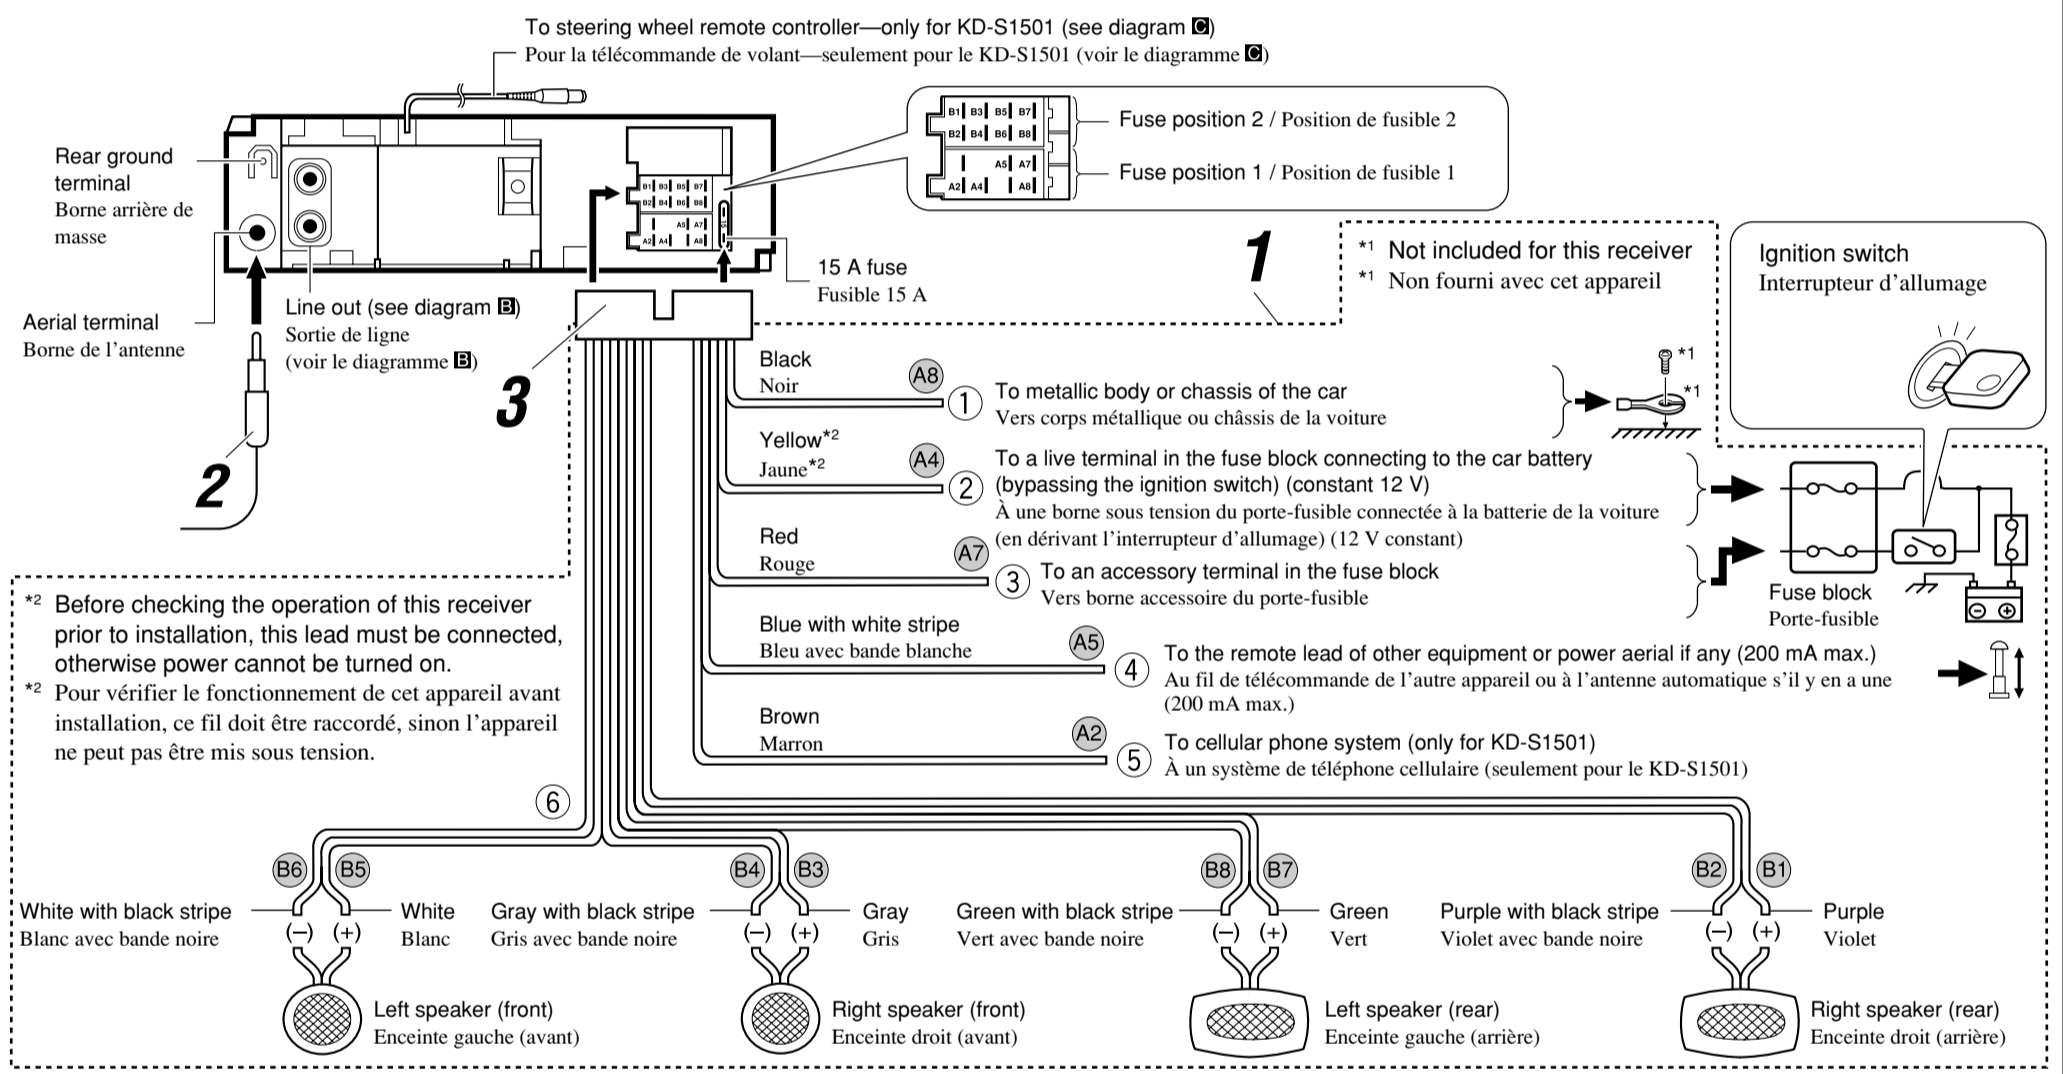 To steering wheel remote controller—only for KD-S1501 (see diagram C)
Pour la télécommande de volant—seulement pour le KD-S1501 (voir le diagramme C)
Rear ground
terminal
Borne arrière de
masse
Aerial terminal
Borne de l'antenne
Line out (see diagram B)
Sortie de ligne
(voir le diagramme B)
B1 B3 B5 B7
B2 B4 B6 B8
A5 A7
A2 A4 A8
15
B1 B3 B5 B7
B2 B4 B6 B8
A5 A7
A2 A4 A8
Fuse position 2 / Position de fusible 2
Fuse position 1 / Position de fusible 1
15 A fuse
Fusible 15 A
1
2
3
*1 Not included for this receiver
*1 Non fourni avec cet appareil
Ignition switch
Interrupteur d'allumage
Black
Noir
A8
1
To metallic body or chassis of the car
Vers corps métallique ou châssis de la voiture
*1
*1
Yellow*2
Jaune*2
A4
2
To a live terminal in the fuse block connecting to the car battery
(bypassing the ignition switch) (constant 12 V)
À une borne sous tension du porte-fusible connectée à la batterie de la voiture
(en dérivant l'interrupteur d'allumage) (12 V constant)
Red
Rouge
A7
3
To an accessory terminal in the fuse block
Vers borne accessoire du porte-fusible
Fuse block
Porte-fusible
Blue with white stripe
Bleu avec bande blanche
A5
4
To the remote lead of other equipment or power aerial if any (200 mA max.)
Au fil de télécommande de l'autre appareil ou à l'antenne automatique s'il y en a une
(200 mA max.)
Brown
Marron
A2
5
To cellular phone system (only for KD-S1501)
À un système de téléphone cellulaire (seulement pour le KD-S1501)
*2 Before checking the operation of this receiver
prior to installation, this lead must be connected,
otherwise power cannot be turned on.
*2 Pour vérifier le fonctionnement de cet appareil avant
installation, ce fil doit être raccordé, sinon l'appareil
ne peut pas être mis sous tension.
6
B6 B5
White with black stripe
Blanc avec bande noire
(–) (+)
White
Blanc
Left speaker (front)
Enceinte gauche (avant)
B4 B3
Gray with black stripe
Gris avec bande noire
(–) (+)
Gray
Gris
Right speaker (front)
Enceinte droit (avant)
B8 B7
Green with black stripe
Vert avec bande noire
(–) (+)
Green
Vert
Left speaker (rear)
Enceinte gauche (arrière)
B2 B1
Purple with black stripe
Violet avec bande noire
(–) (+)
Purple
Violet
Right speaker (rear)
Enceinte droit (arrière)